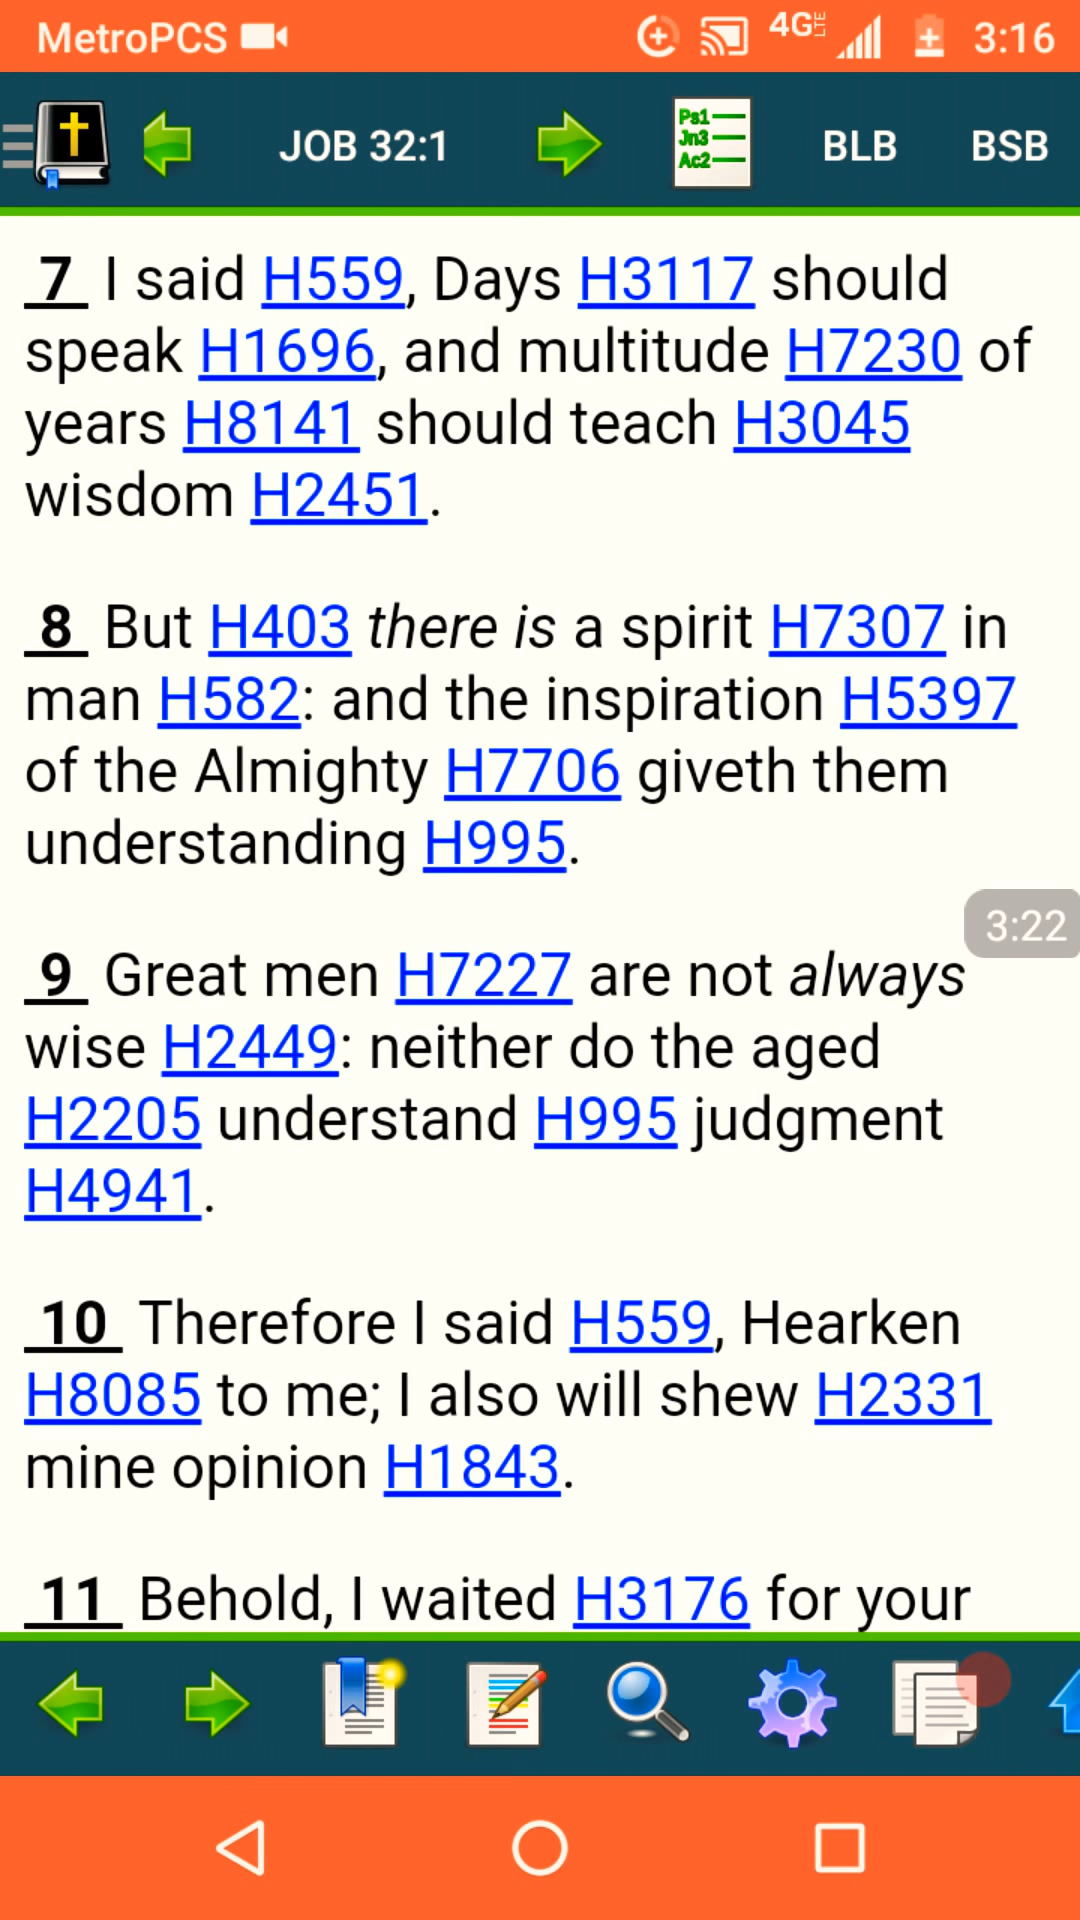 MetroPCS 4G LTE 3:16
JOB 32:1 Ps1 Jn3 Ac2 BLB BSB
7 I said H559, Days H3117 should
speak H1696, and multitude H7230 of
years H8141 should teach H3045
wisdom H2451.
8 But H403 there is a spirit H7307 in
man H582: and the inspiration H5397
of the Almighty H7706 giveth them
understanding H995.
3:22
9 Great men H7227 are not always
wise H2449: neither do the aged
H2205 understand H995 judgment
H4941.
10 Therefore I said H559, Hearken
H8085 to me; I also will shew H2331
mine opinion H1843.
11 Behold, I waited H3176 for your